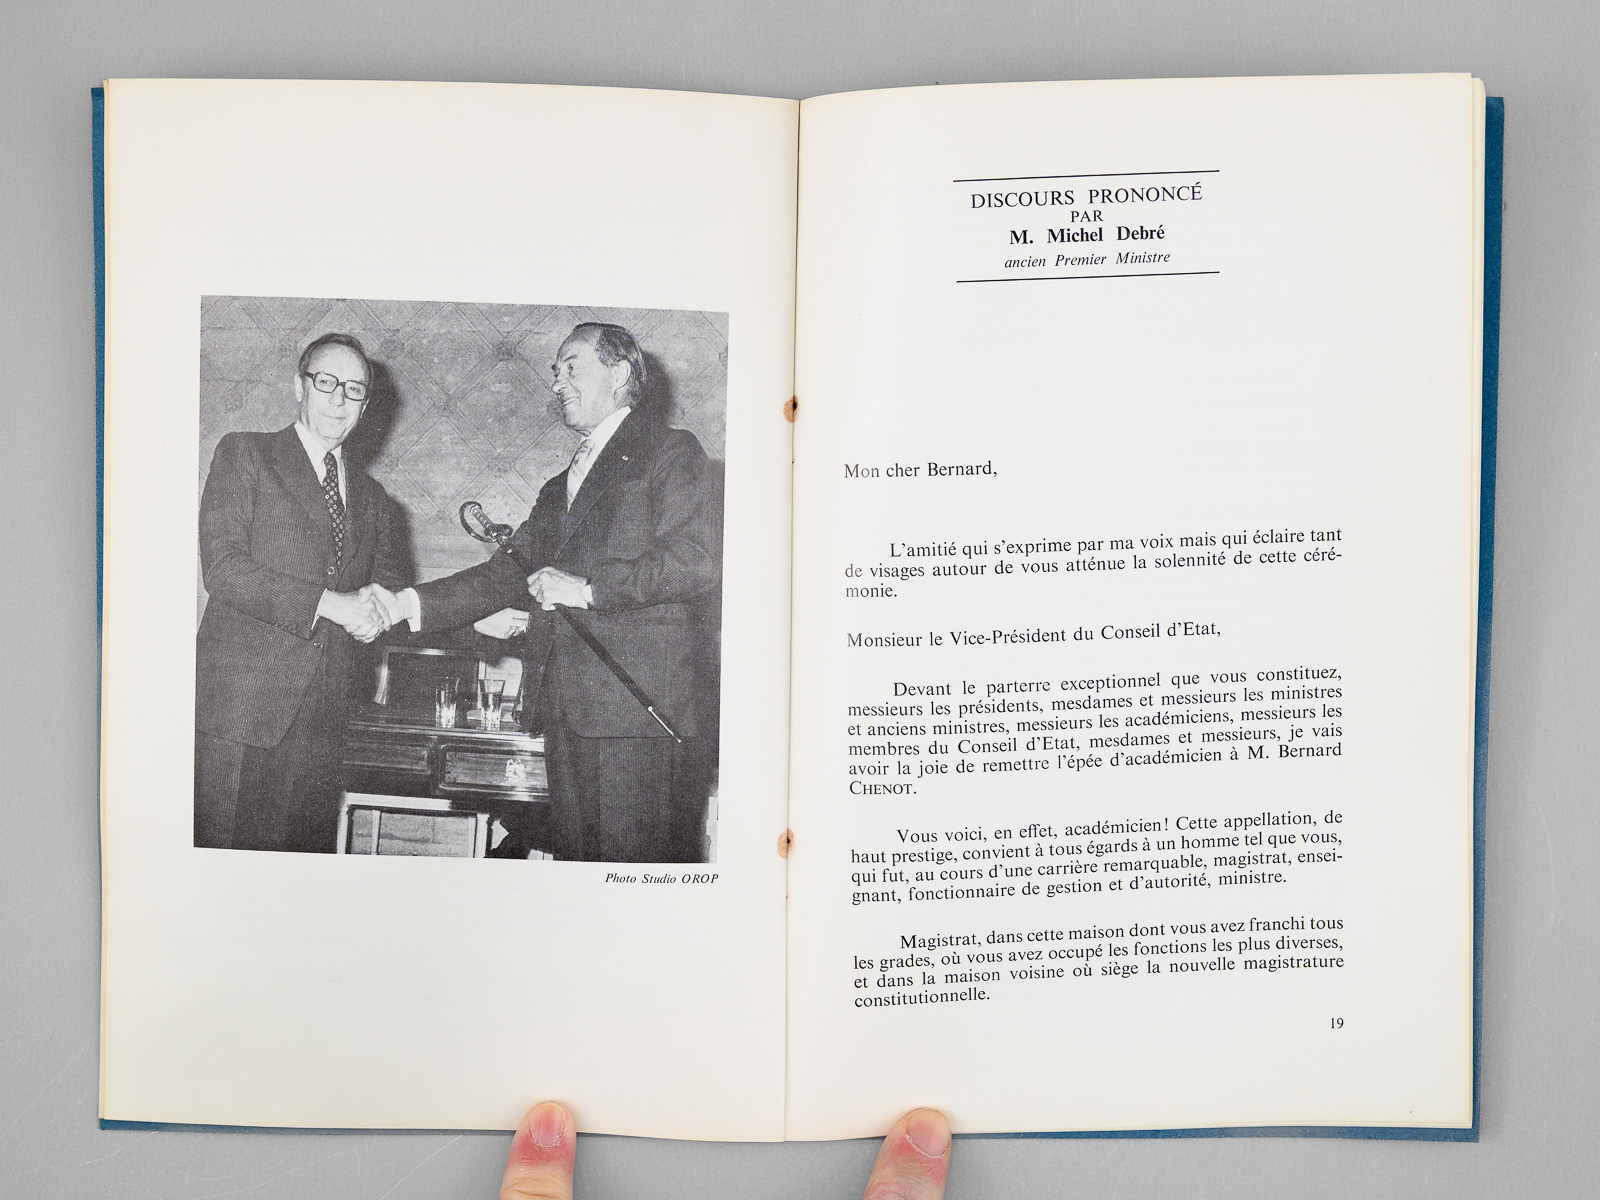 Photo Studio OROP
DISCOURS PRONONCÉ
PAR
M. Michel Debré
ancien Premier Ministre
Mon cher Bernard,
L'amitié qui s'exprime par ma voix mais qui éclaire tant
de visages autour de vous atténue la solennité de cette céré-
monie.
Monsieur le Vice-Président du Conseil d'Etat,
Devant le parterre exceptionnel que vous constituez,
messieurs les présidents, mesdames et messieurs les ministres
et anciens ministres, messieurs les académiciens, messieurs les
membres du Conseil d'Etat, mesdames et messieurs, je vais
avoir la joie de remettre l'épée d'académicien à M. Bernard
CHENOT.
Vous voici, en effet, académicien! Cette appellation, de
haut prestige, convient à tous égards à un homme tel que vous,
qui fut, au cours d'une carrière remarquable, magistrat, ensei-
gnant, fonctionnaire de gestion et d'autorité, ministre.
Magistrat, dans cette maison dont vous avez franchi tous
les grades, où vous avez occupé les fonctions les plus diverses,
et dans la maison voisine où siège la nouvelle magistrature
constitutionnelle.
19